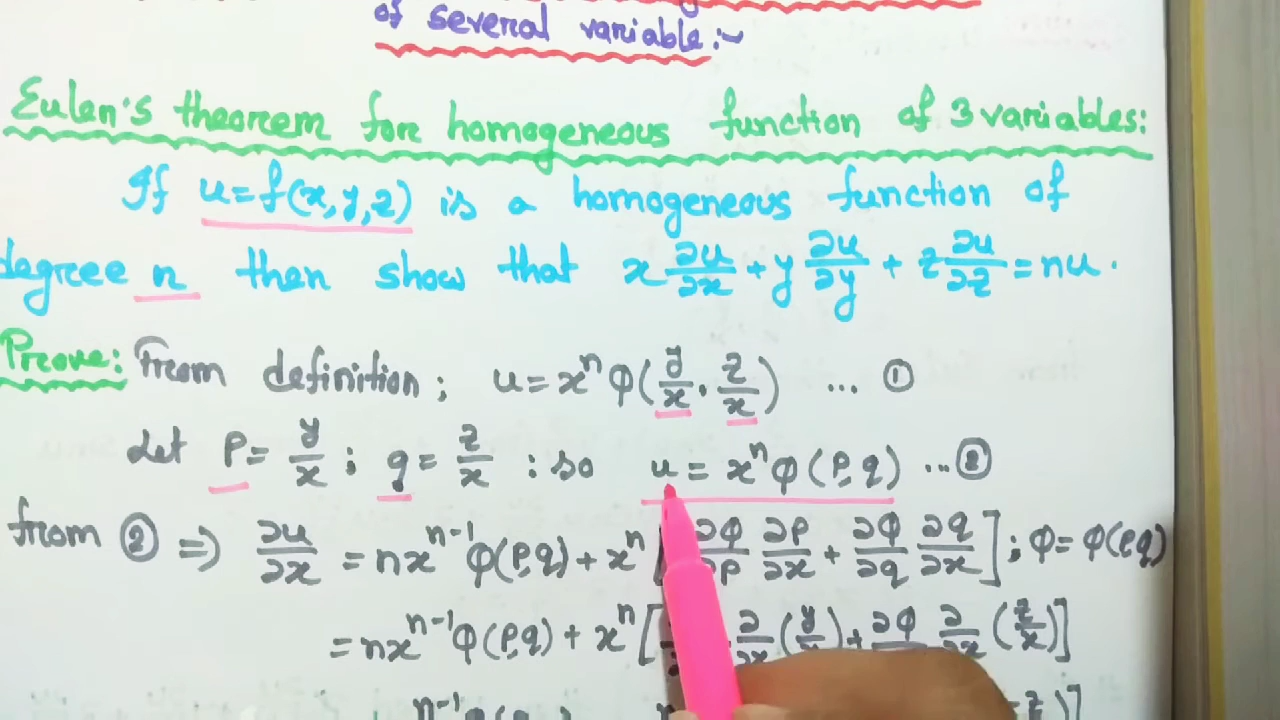 of several variable:~
Eulen's theorem for homogeneous function of 3 variables:
If u=f(x,y,z) is a homogeneous function of
degree n then show that x ∂u/∂x + y ∂u/∂y + z ∂u/∂z = nu.
Prove: From definition; u = x^n φ(y/x, z/x) ... ①
Let P = y/x ; q = z/x : so u = x^n φ(P,q) ... ②
from ② ⇒ ∂u/∂x = nx^{n-1} φ(P,q) + x^n [∂φ/∂P ∂P/∂x + ∂φ/∂q ∂q/∂x] ; φ = φ(P,q)
= nx^{n-1} φ(P,q) + x^n [ ∂/∂x (y/x) + ∂φ ∂/∂x (z/x)]